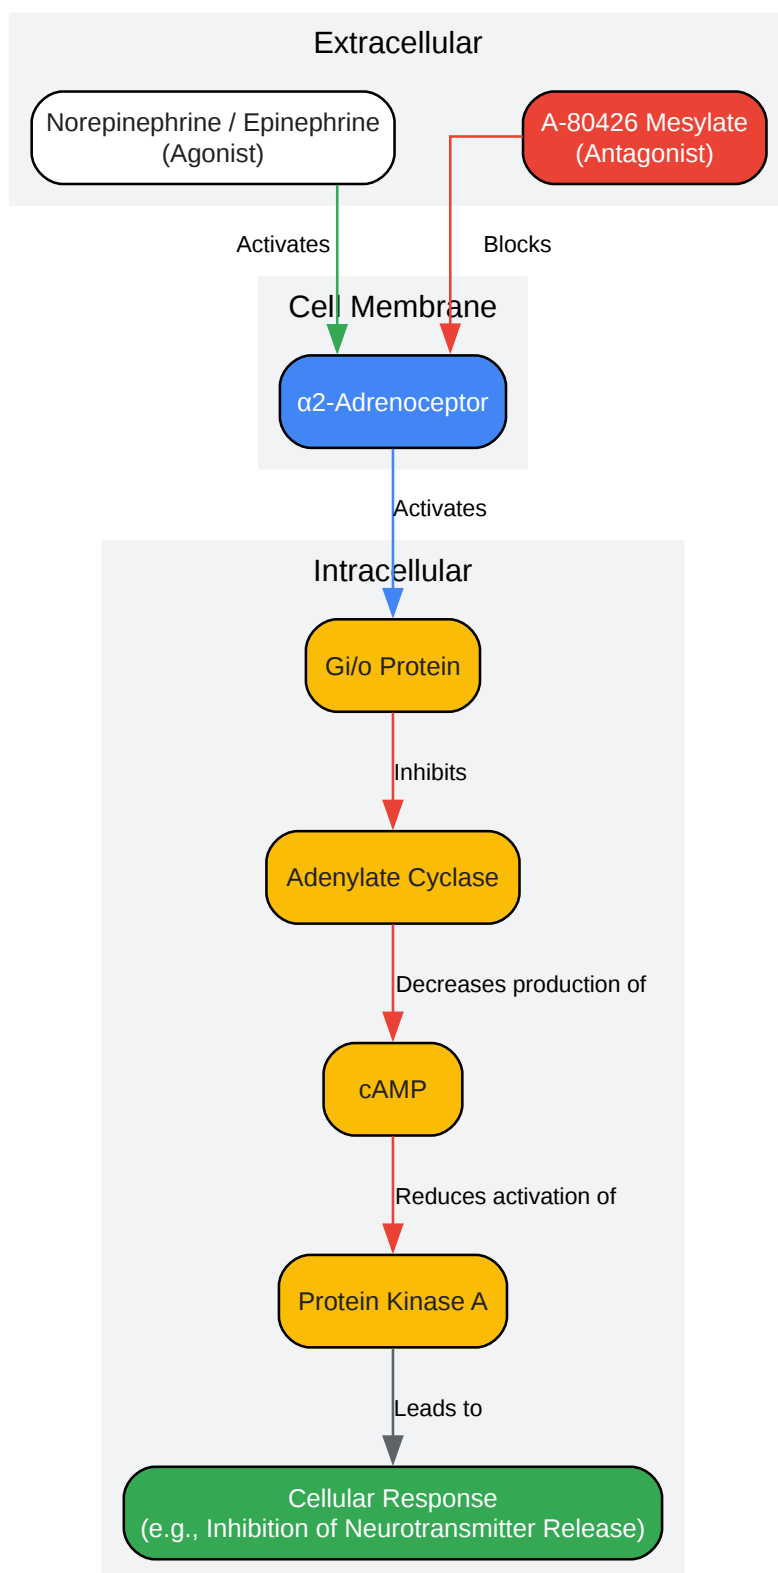 Extracellular
Norepinephrine / Epinephrine
(Agonist)
A-80426 Mesylate
(Antagonist)
Activates
Blocks
Cell Membrane
α2-Adrenoceptor
Activates
Intracellular
Gi/o Protein
Inhibits
Adenylate Cyclase
Decreases production of
cAMP
Reduces activation of
Protein Kinase A
Leads to
Cellular Response
(e.g., Inhibition of Neurotransmitter Release)